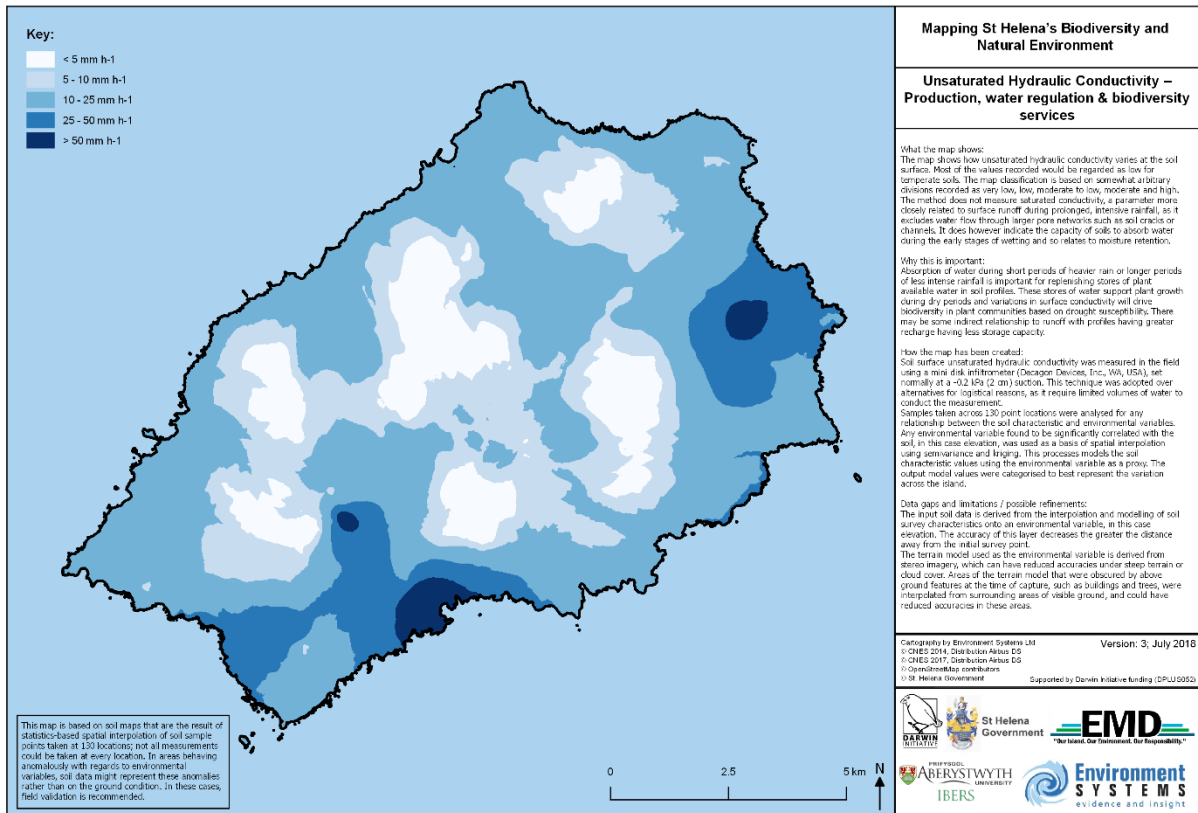 Key:
< 5 mm h-1
5 - 10 mm h-1
10 - 25 mm h-1
25 - 50 mm h-1
> 50 mm h-1
This map is based on soil maps that are the result of
statistics-based spatial interpolation of soil sample
points taken at 130 locations; not all measurements
could be taken at every location. In areas behaving
anomalously with regards to environmental
variables, soil data might represent these anomalies
rather than on the ground condition. In these cases,
field validation is recommended.
0 2.5 5 km
N
Mapping St Helena's Biodiversity and
Natural Environment
Unsaturated Hydraulic Conductivity –
Production, water regulation & biodiversity
services
What the map shows:
The map shows how unsaturated hydraulic conductivity varies at the soil
surface. Most of the values recorded would be regarded as low for
temperate soils. The map classification is based on somewhat arbitrary
divisions recorded as very low, low, moderate to low, moderate and high.
The method does not measure saturated conductivity, a parameter more
closely related to surface runoff during prolonged, intensive rainfall, as it
excludes water flow through larger pore networks such as soil cracks or
channels. It does however indicate the capacity of soils to absorb water
during the early stages of wetting and so relates to moisture retention.
Why this is important:
Absorption of water during short periods of heavier rain or longer periods
of less intense rainfall is important for replenishing stores of plant
available water in soil profiles. These stores of water support plant growth
during dry periods and variations in surface conductivity will drive
biodiversity in plant communities based on drought susceptibility. There
may be some indirect relationship to runoff with profiles having greater
recharge having less storage capacity.
How the map has been created:
Soil surface unsaturated hydraulic conductivity was measured in the field
using a mini disk infiltrometer (Decagon Devices, Inc., WA, USA), set
normally at a -0.2 kPa (2 cm) suction. This technique was adopted over
alternatives for logistical reasons, as it require limited volumes of water to
conduct the measurement.
Samples taken across 130 point locations were analysed for any
relationship between the soil characteristic and environmental variables.
Any environmental variable found to be significantly correlated with the
soil, in this case elevation, was used as a basis of spatial interpolation
using semivariance and kriging. This processes models the soil
characteristic values using the environmental variable as a proxy. The
output model values were categorised to best represent the variation
across the island.
Data gaps and limitations / possible refinements:
The input soil data is derived from the interpolation and modelling of soil
survey characteristics onto an environmental variable, in this case
elevation. The accuracy of this layer decreases the greater the distance
away from the initial survey point.
The terrain model used as the environmental variable is derived from
stereo imagery, which can have reduced accuracies under steep terrain or
cloud cover. Areas of the terrain model that were obscured by above
ground features at the time of capture, such as buildings and trees, were
interpolated from surrounding areas of visible ground, and could have
reduced accuracies in these areas.
Cartography by Environment Systems Ltd
© CNES 2014, Distribution Airbus DS
© CNES 2017, Distribution Airbus DS
© OpenStreetMap contributors
© St. Helena Government
Version: 3; July 2018
Supported by Darwin Initiative funding (DPLUS052)
DARWIN
INITIATIVE
St Helena
Government
EMD
"Our Island. Our Environment. Our Responsibility."
PRIFYSGOL
ABERYSTWYTH
UNIVERSITY
IBERS
Environment
SYSTEMS
evidence and insight